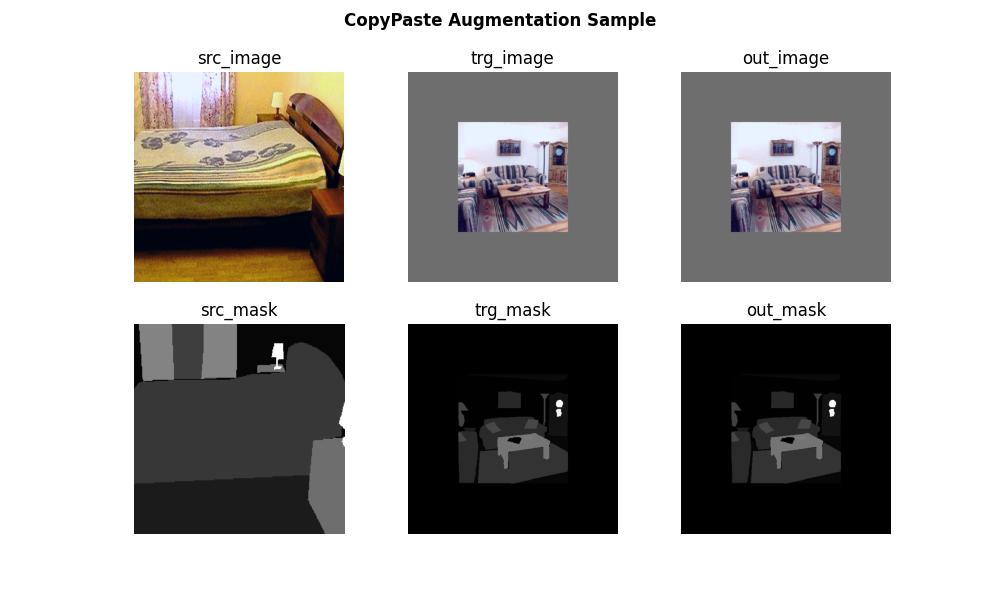 CopyPaste Augmentation Sample
src_image
trg_image
out_image
src_mask
trg_mask
out_mask